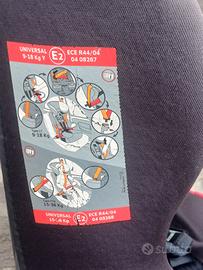 UNIVERSAL
9-18 Kg Y
E2
ECE R44/04
04 08267
9-18 Kg
15-36 Kg
UNIVERSAL
15-36 Kg
E2
ECE R44/04
04 08268
subito